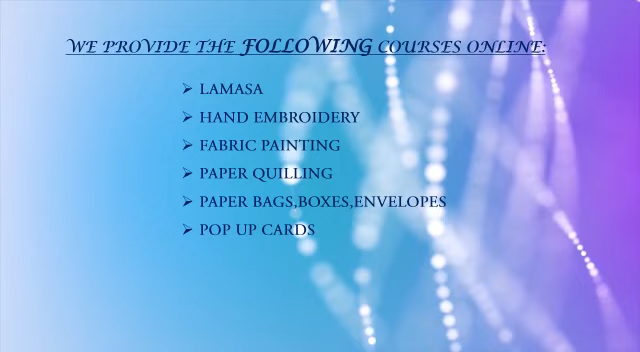 WE PROVIDE THE FOLLOWING COURSES ONLINE:
LAMASA
HAND EMBROIDERY
FABRIC PAINTING
PAPER QUILLING
PAPER BAGS,BOXES,ENVELOPES
POP UP CARDS